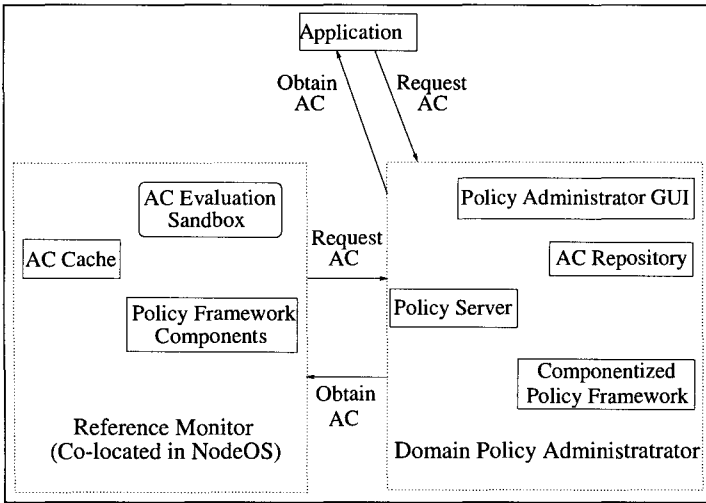 Application
Obtain
AC
Request
AC
AC Evaluation
Sandbox
AC Cache
Policy Framework
Components
Reference Monitor
(Co-located in NodeOS)
Request
AC
Obtain
AC
Policy Administrator GUI
AC Repository
Policy Server
Componentized
Policy Framework
Domain Policy Administratrator